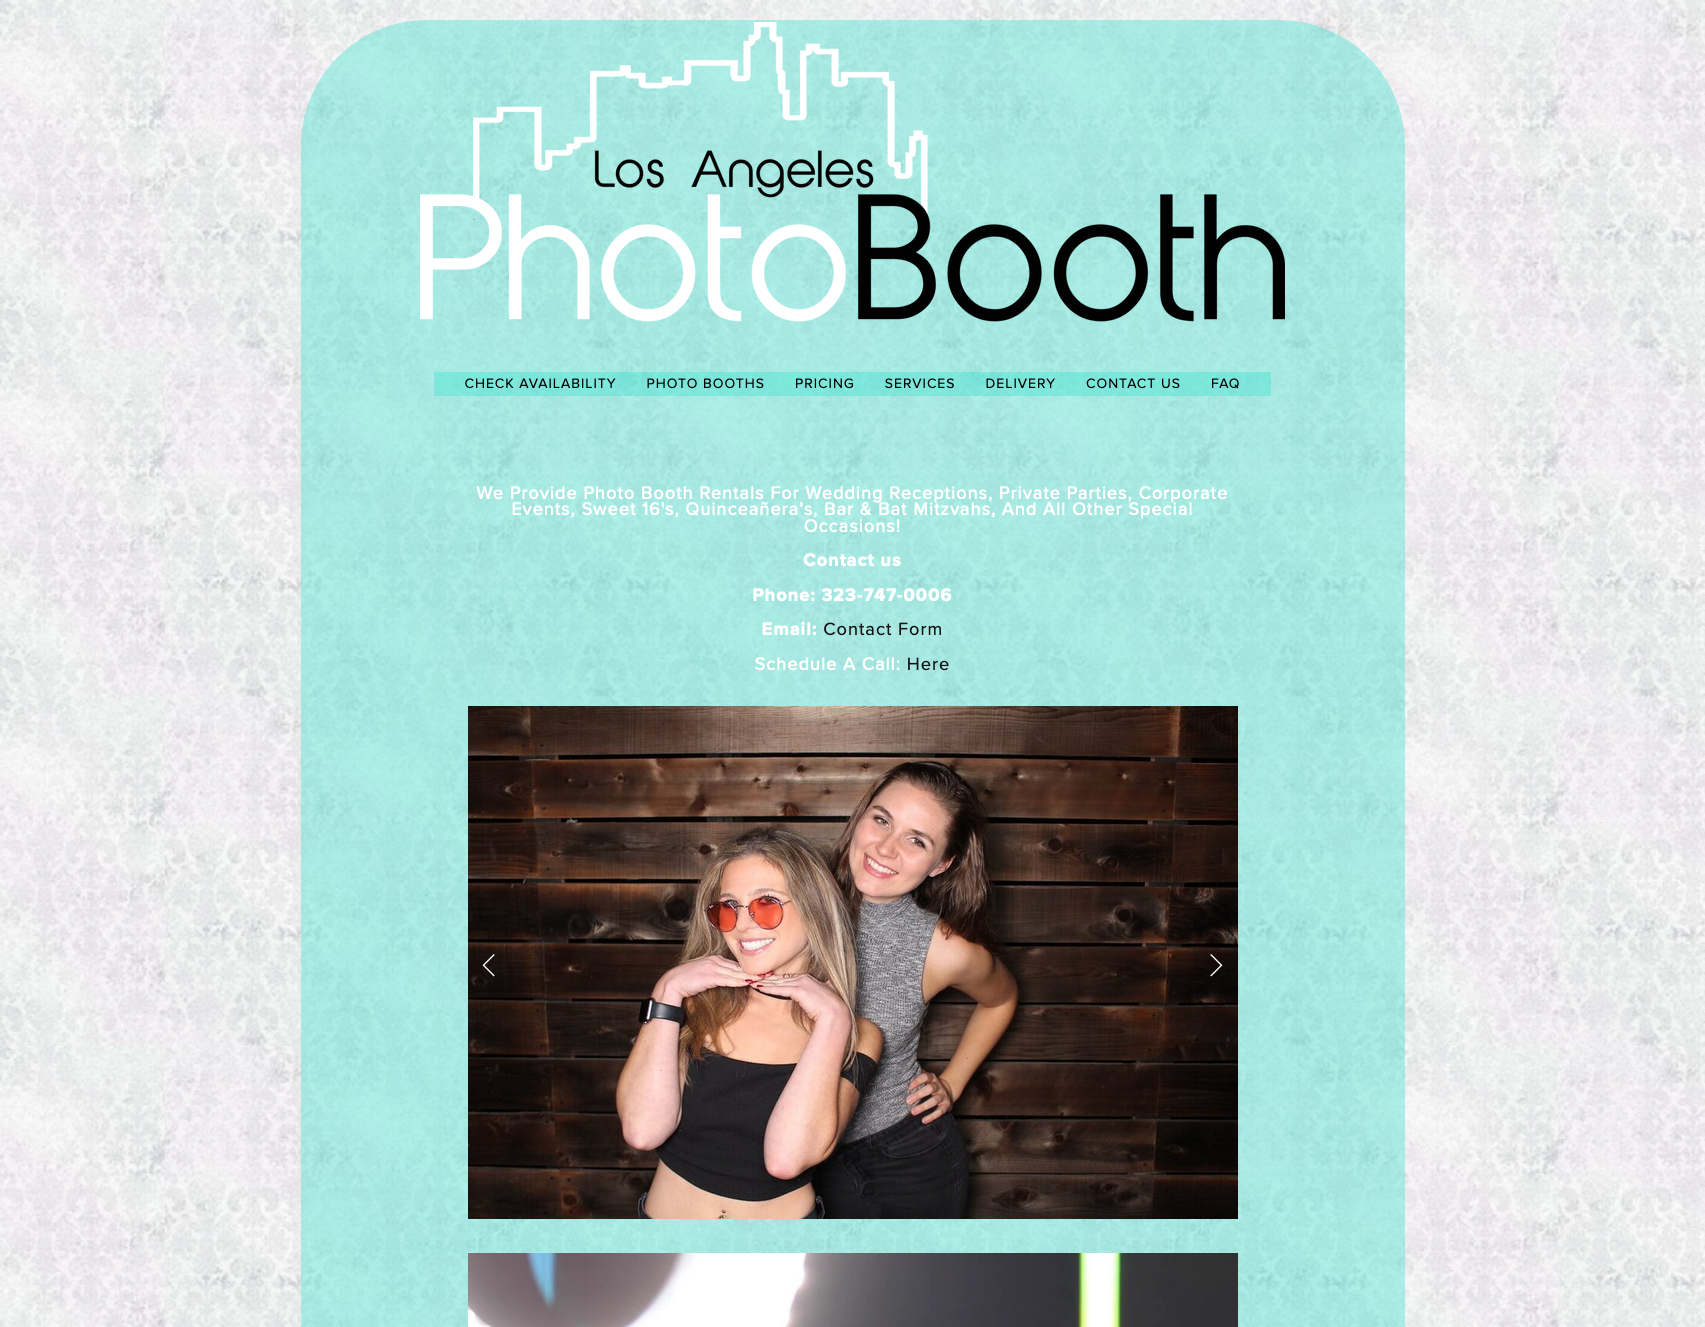 Los Angeles
PhotoBooth
CHECK AVAILABILITY PHOTO BOOTHS PRICING SERVICES DELIVERY CONTACT US FAQ
We Provide Photo Booth Rentals For Wedding Receptions, Private Parties, Corporate
Events, Sweet 16's, Quinceañera's, Bar & Bat Mitzvahs, And All Other Special
Occasions!
Contact us
Phone: 323-747-0006
Email: Contact Form
Schedule A Call: Here